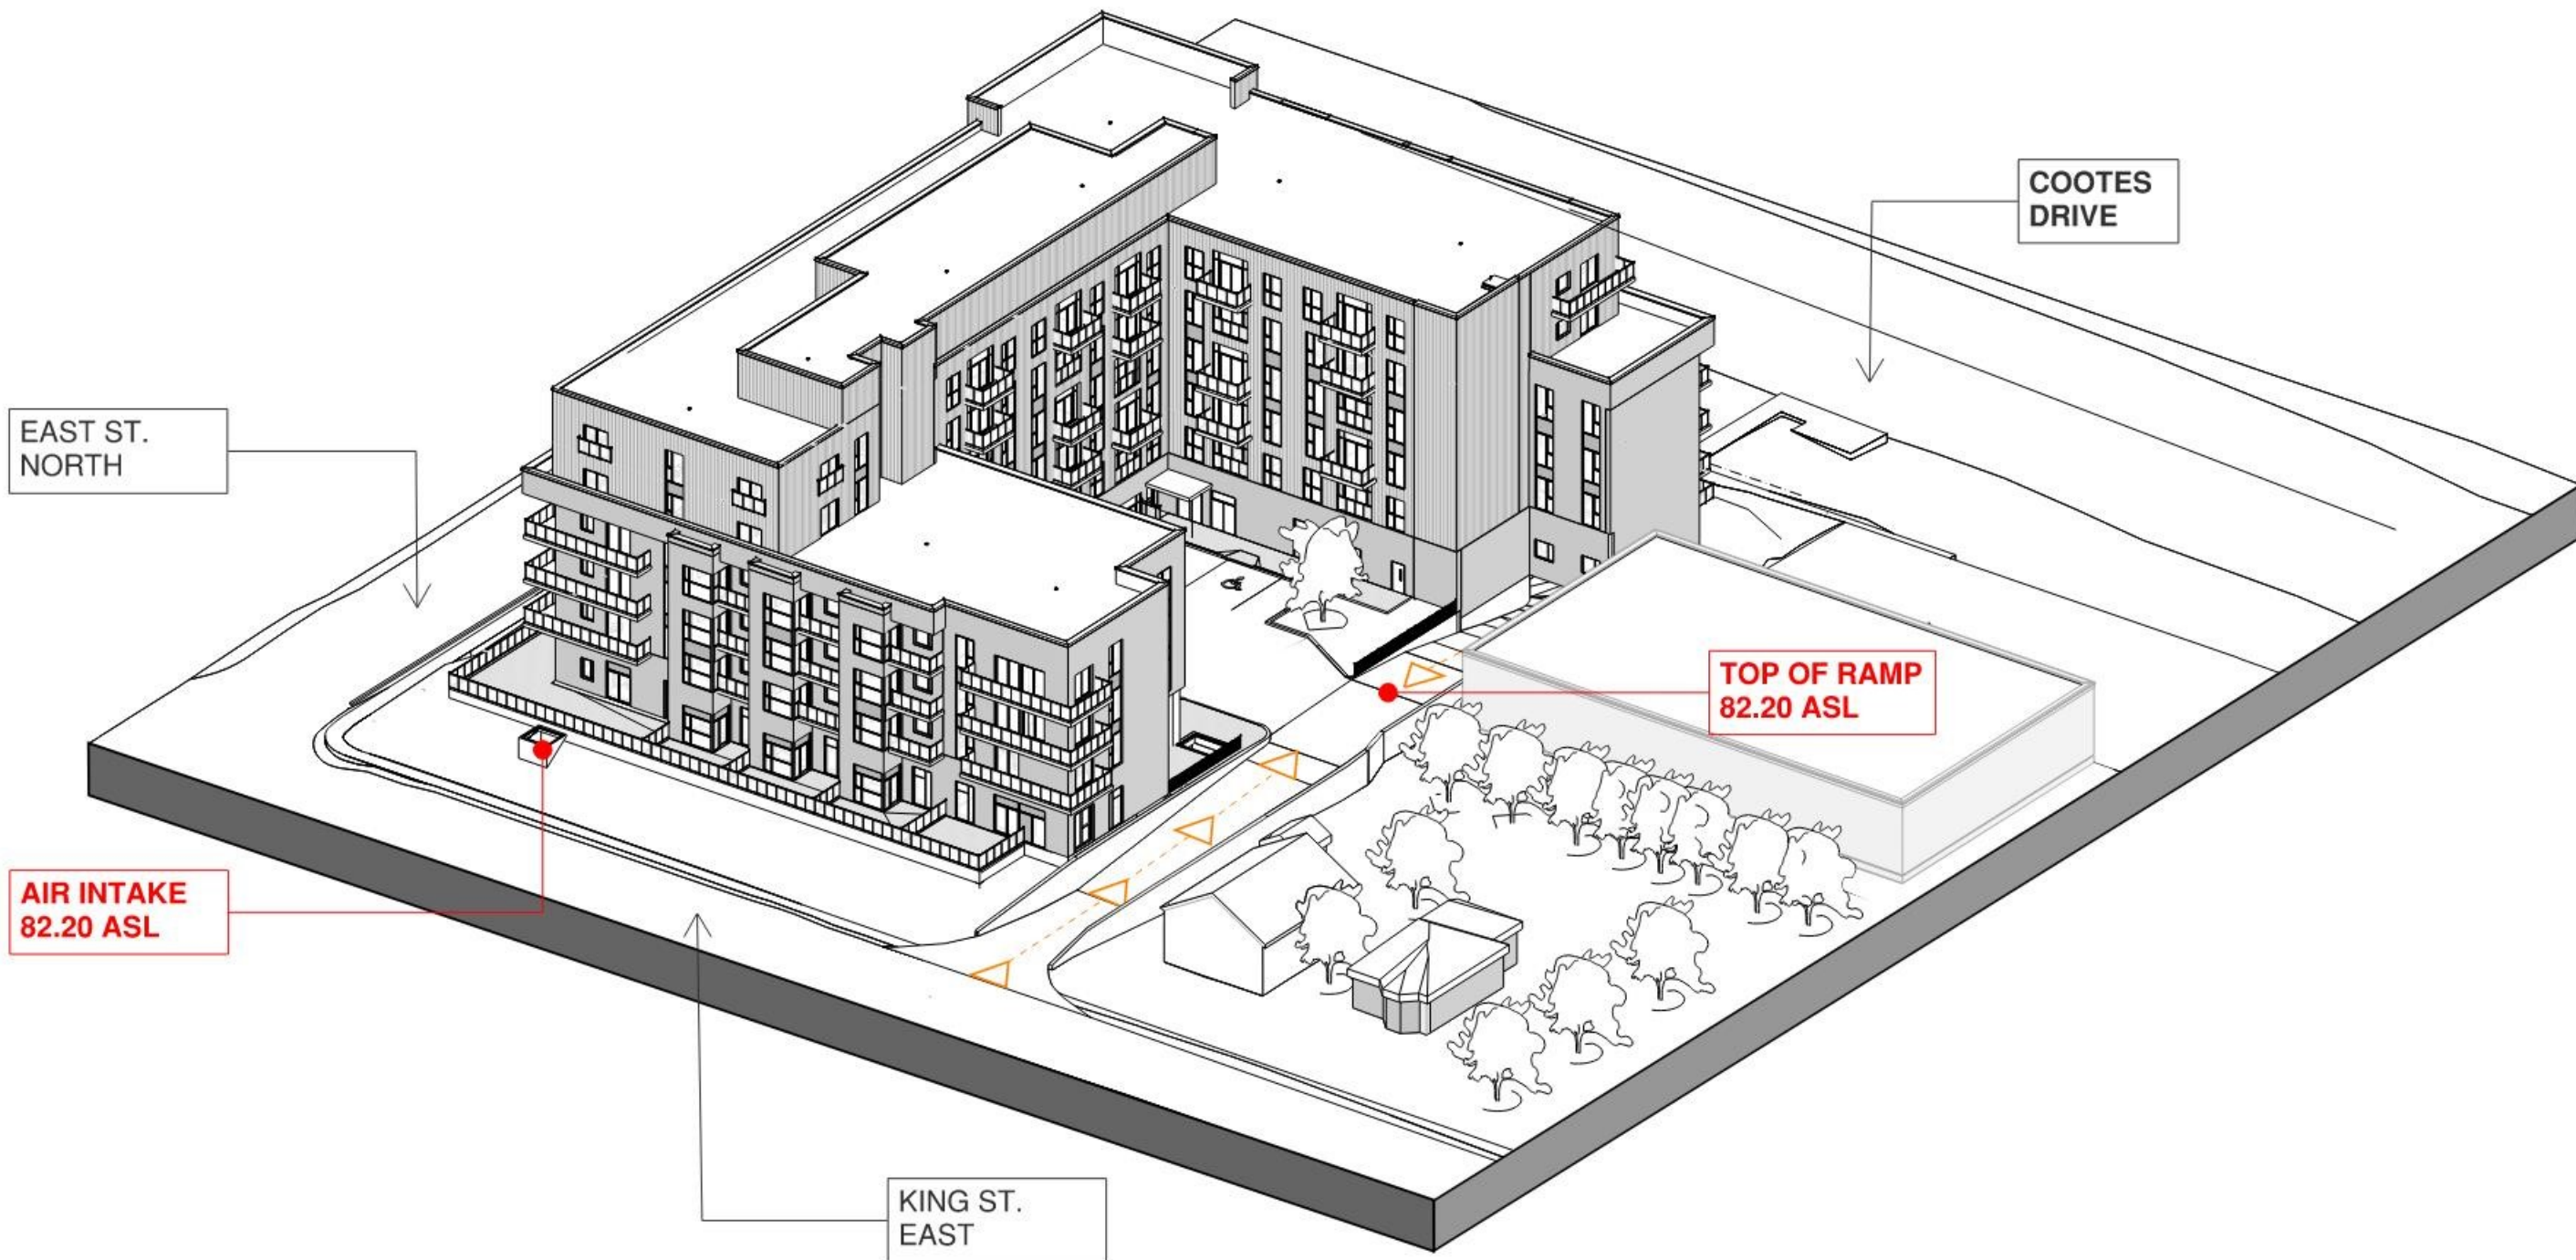 COOTES
DRIVE
EAST ST.
NORTH
TOP OF RAMP
82.20 ASL
AIR INTAKE
82.20 ASL
KING ST.
EAST